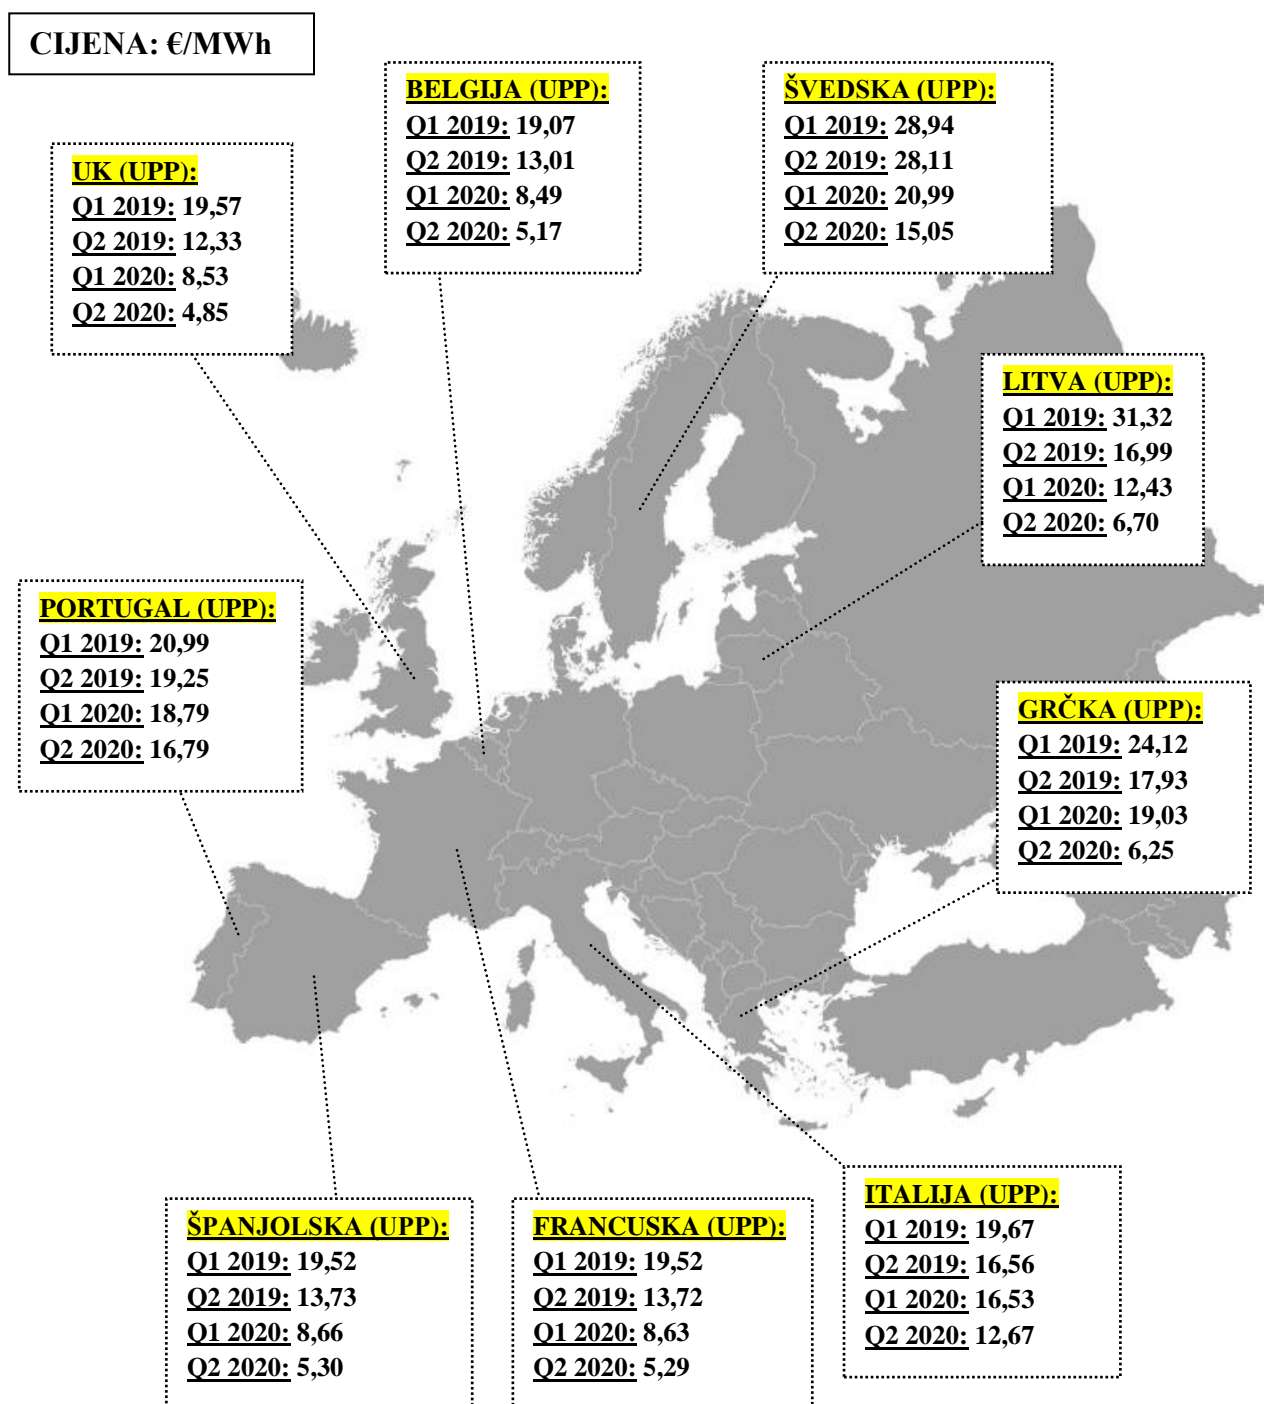 CIJENA: €/MWh
BELGIJA (UPP):
Q1 2019: 19,07
Q2 2019: 13,01
Q1 2020: 8,49
Q2 2020: 5,17
ŠVEDSKA (UPP):
Q1 2019: 28,94
Q2 2019: 28,11
Q1 2020: 20,99
Q2 2020: 15,05
UK (UPP):
Q1 2019: 19,57
Q2 2019: 12,33
Q1 2020: 8,53
Q2 2020: 4,85
LITVA (UPP):
Q1 2019: 31,32
Q2 2019: 16,99
Q1 2020: 12,43
Q2 2020: 6,70
PORTUGAL (UPP):
Q1 2019: 20,99
Q2 2019: 19,25
Q1 2020: 18,79
Q2 2020: 16,79
GRČKA (UPP):
Q1 2019: 24,12
Q2 2019: 17,93
Q1 2020: 19,03
Q2 2020: 6,25
ŠPANJOLSKA (UPP):
Q1 2019: 19,52
Q2 2019: 13,73
Q1 2020: 8,66
Q2 2020: 5,30
FRANCUSKA (UPP):
Q1 2019: 19,52
Q2 2019: 13,72
Q1 2020: 8,63
Q2 2020: 5,29
ITALIJA (UPP):
Q1 2019: 19,67
Q2 2019: 16,56
Q1 2020: 16,53
Q2 2020: 12,67